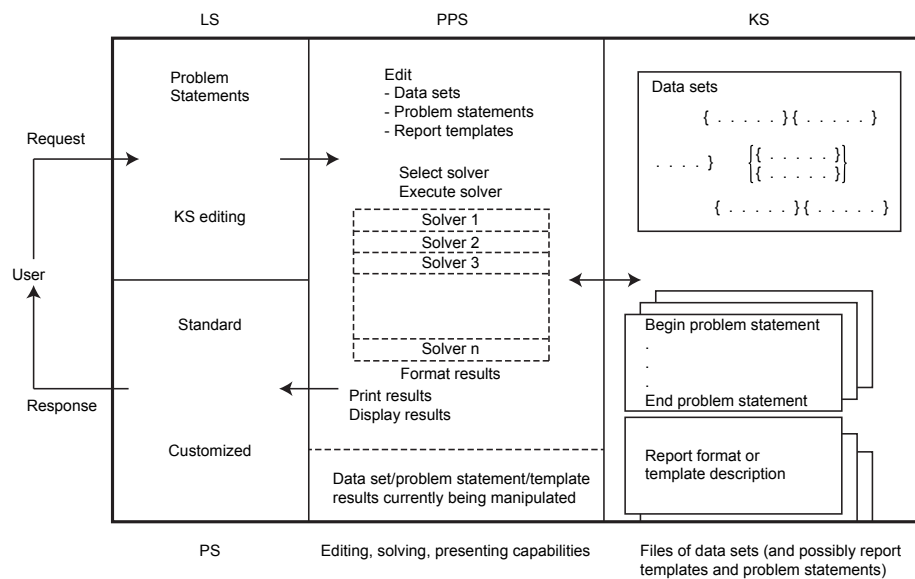 LS
PPS
KS
Request
User
Response
Problem
Statements
KS editing
Standard
Customized
Edit
- Data sets
- Problem statements
- Report templates
Select solver
Execute solver
Solver 1
Solver 2
Solver 3
Solver n
Format results
Print results
Display results
Data set/problem statement/template
results currently being manipulated
Data sets
{ . . . . . } { . . . . . }
. . . . } { { . . . . . } }
{ { . . . . . } }
{ . . . . . } { . . . . . }
Begin problem statement
.
.
.
End problem statement
Report format or
template description
PS
Editing, solving, presenting capabilities
Files of data sets (and possibly report
templates and problem statements)